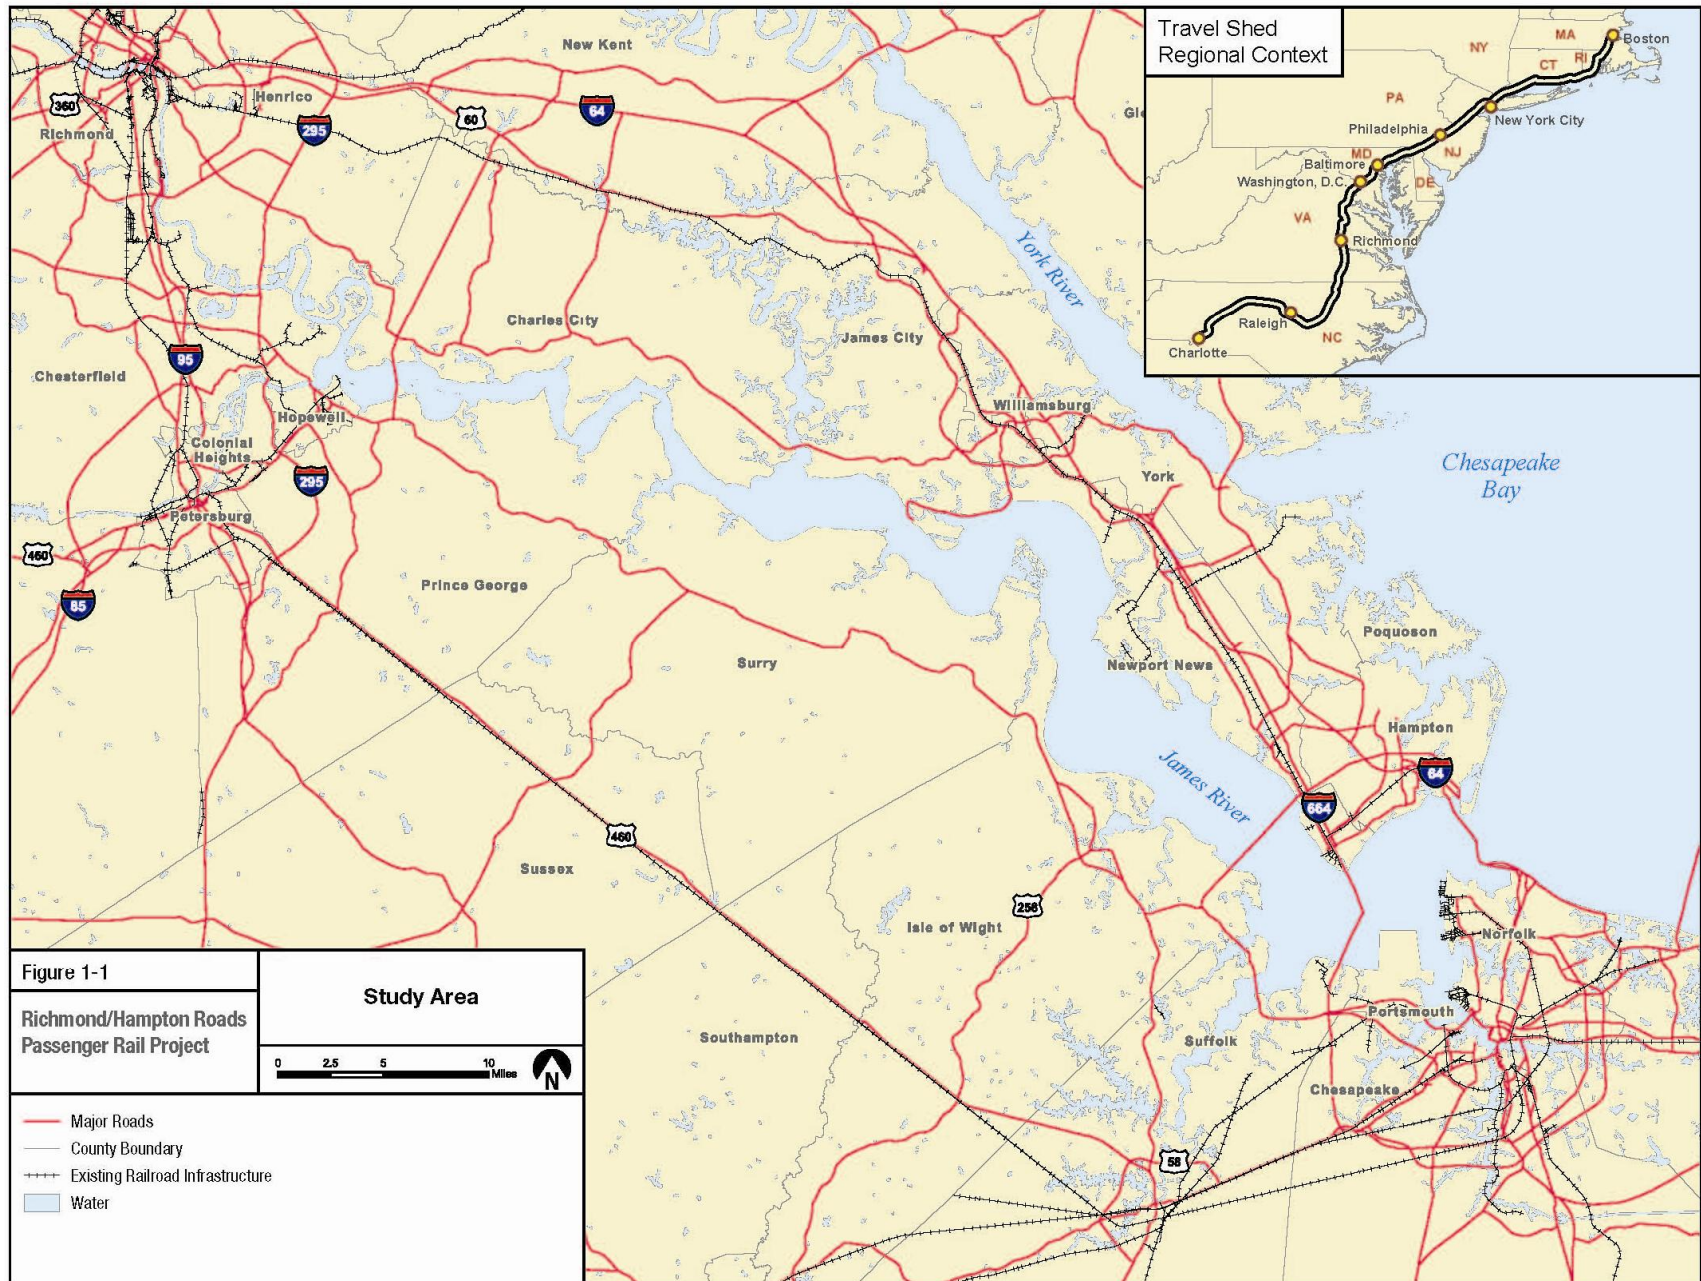 New Kent
Travel Shed
Regional Context
NY
MA
Boston
CT
RI
PA
New York City
Philadelphia
NJ
MD
Baltimore
Washington, D.C.
DE
VA
Richmond
Raleigh
NC
Charlotte
360
Henrico
60
64
295
Richmond
York River
Charles City
James City
95
Chesterfield
Williamsburg
Hopewell
Colonial
Heights
295
York
Chesapeake
Bay
Petersburg
460
85
Prince George
Poquoson
Surry
Newport News
Hampton
James River
64
664
460
Sussex
258
Isle of Wight
Norfolk
Southampton
Portsmouth
Suffolk
Chesapeake
58
Figure 1-1
Richmond/Hampton Roads
Passenger Rail Project
Study Area
0 2.5 5 10
Miles
N
Major Roads
County Boundary
Existing Railroad Infrastructure
Water